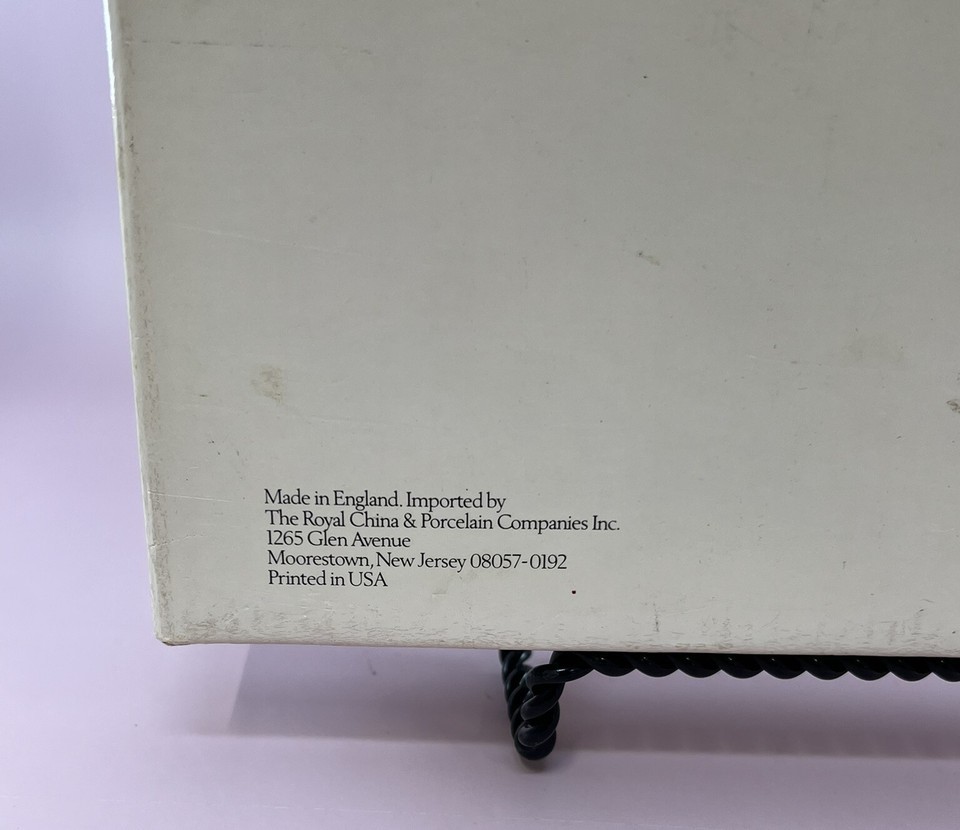 Made in England. Imported by
The Royal China & Porcelain Companies Inc.
1265 Glen Avenue
Moorestown, New Jersey 08057-0192
Printed in USA